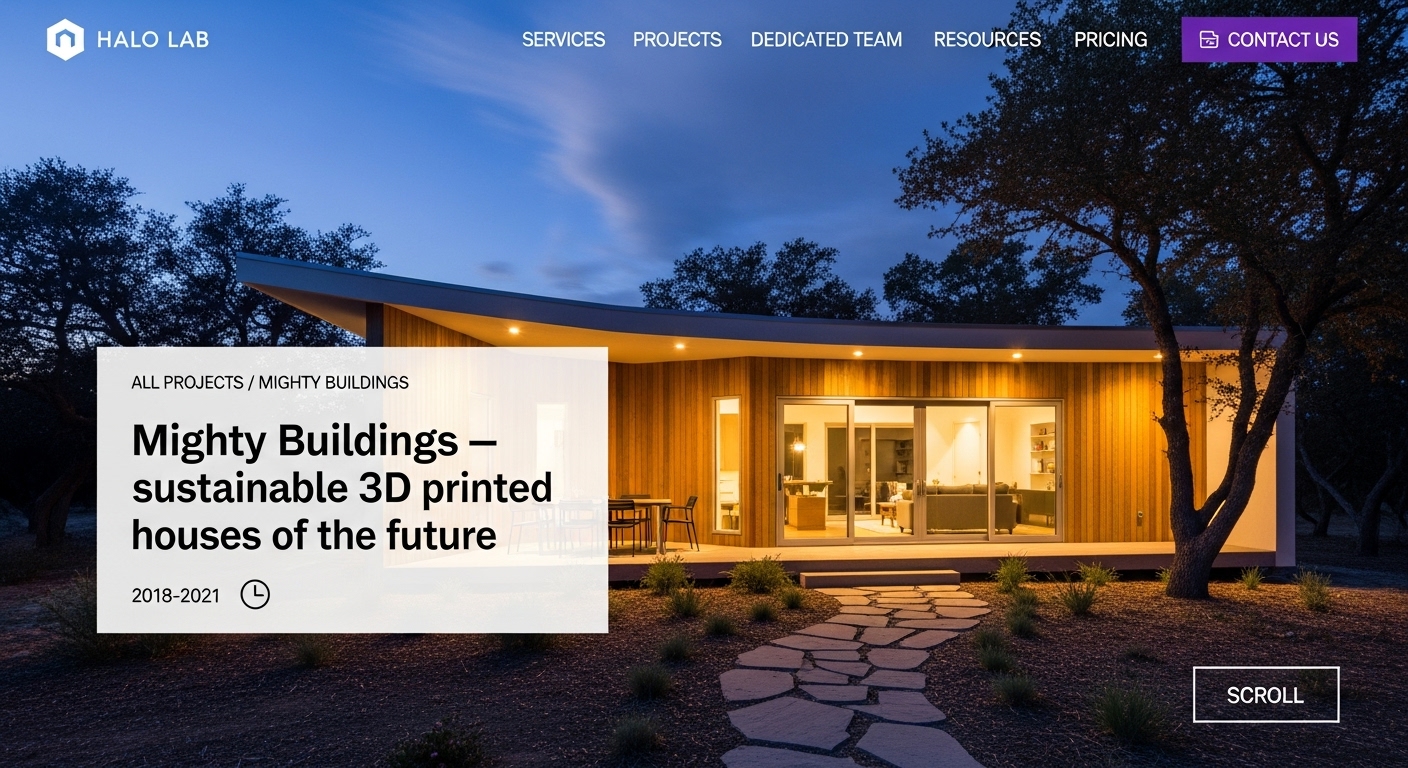 HALO LAB
SERVICES
PROJECTS
DEDICATED TEAM
RESOURCES
PRICING
CONTACT US
ALL PROJECTS / MIGHTY BUILDINGS
Mighty Buildings —
sustainable 3D printed
houses of the future
2018-2021
SCROLL